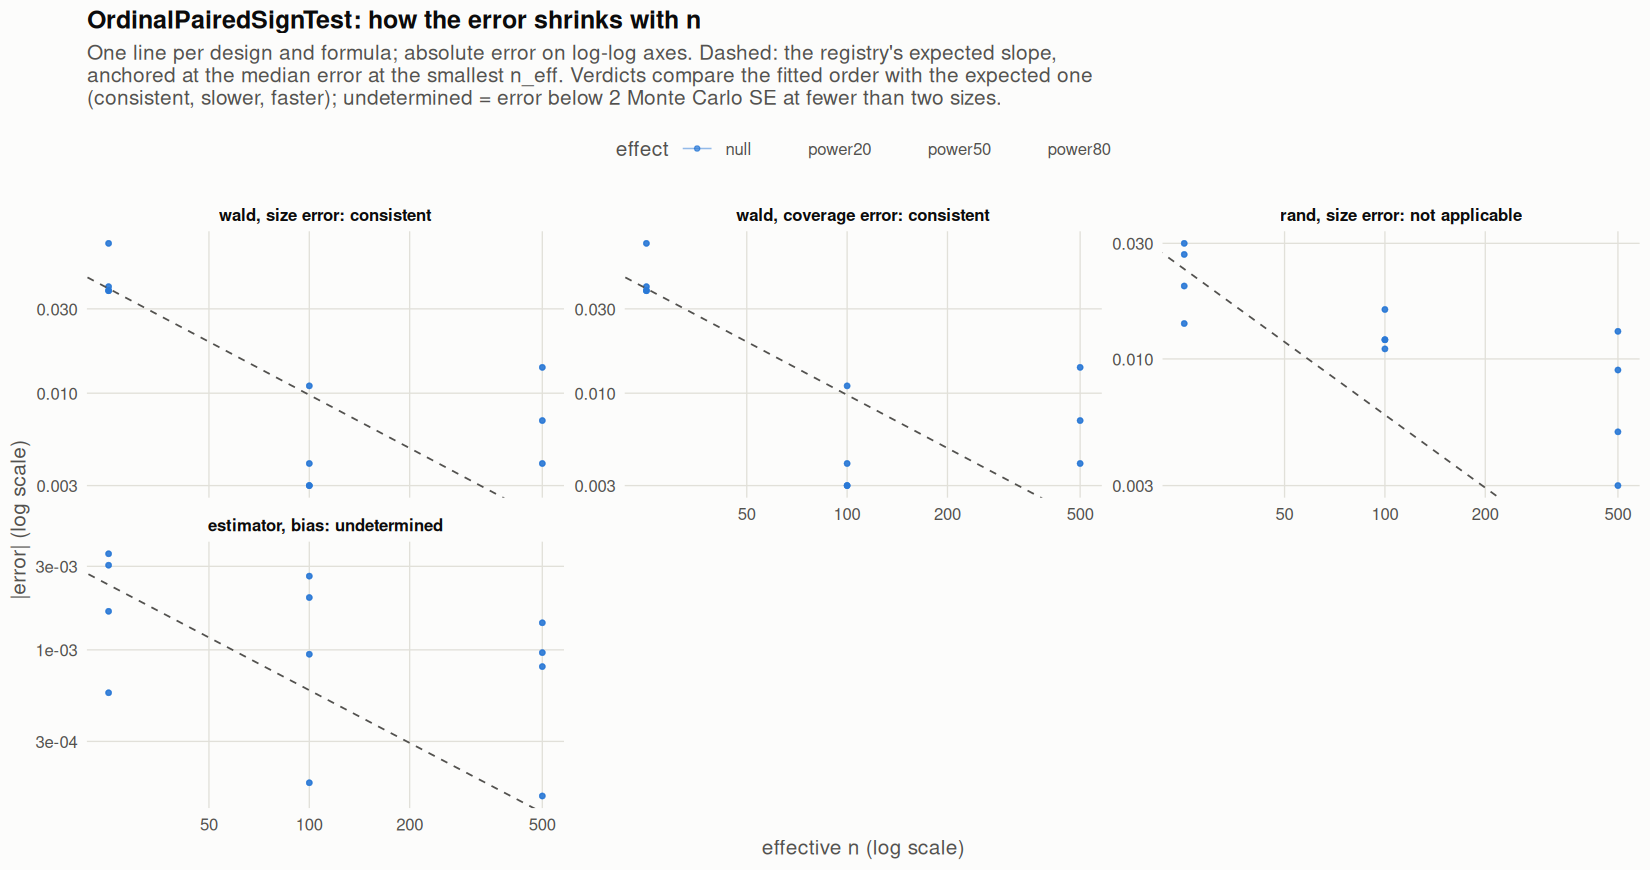 OrdinalPairedSignTest: how the error shrinks with n
One line per design and formula; absolute error on log-log axes. Dashed: the registry's expected slope,
anchored at the median error at the smallest n_eff. Verdicts compare the fitted order with the expected one
(consistent, slower, faster); undetermined = error below 2 Monte Carlo SE at fewer than two sizes.
effect null power20 power50 power80
wald, size error: consistent
0.030
0.010
0.003
wald, coverage error: consistent
0.030
0.010
0.003
50 100 200 500
rand, size error: not applicable
0.030
0.010
0.003
50 100 200 500
estimator, bias: undetermined
3e-03
1e-03
3e-04
50 100 200 500
|error| (log scale)
effective n (log scale)